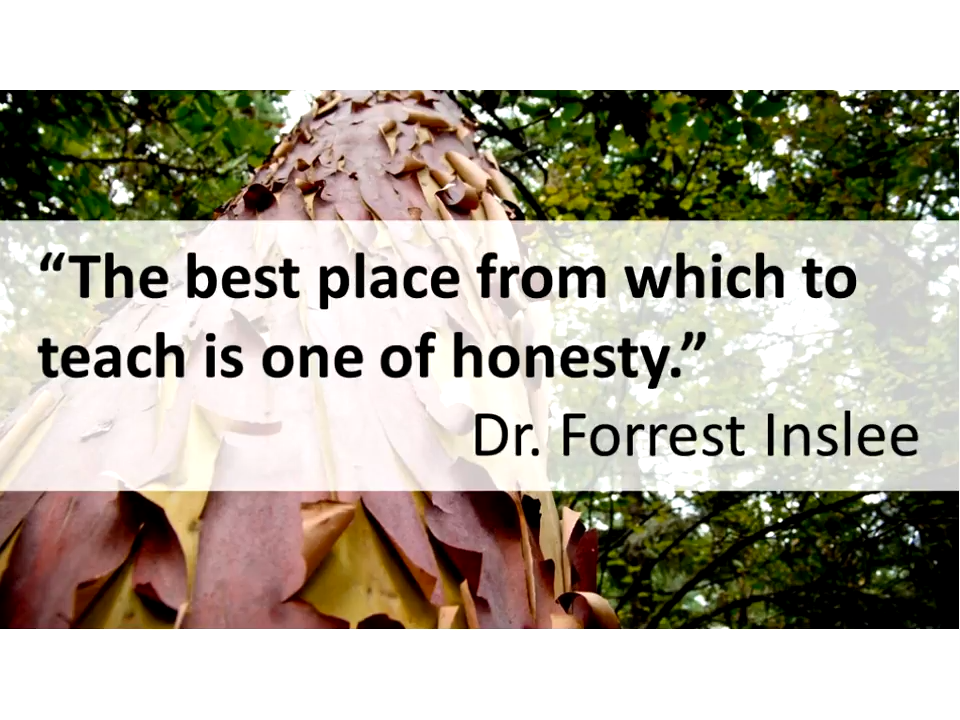 “The best place from which to
teach is one of honesty.”
Dr. Forrest Inslee